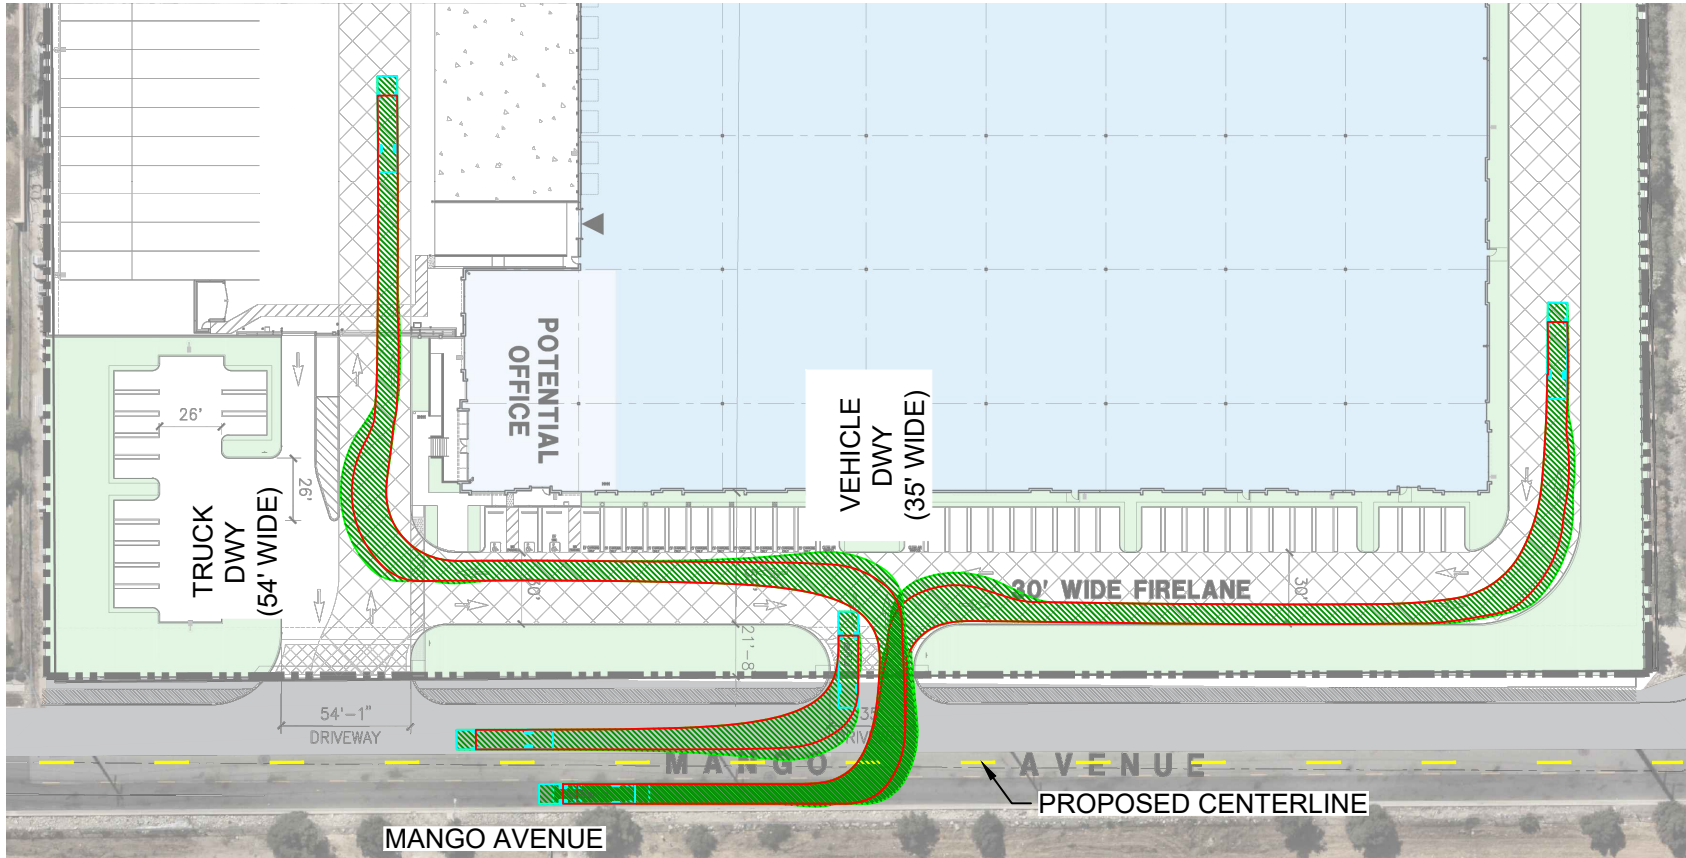 POTENTIAL
OFFICE
VEHICLE
DWY
(35' WIDE)
26'
26'
TRUCK
DWY
(54' WIDE)
30'
30' WIDE FIRELANE
30'
21'-8
54'-1"
DRIVEWAY
35
MANGO AVENUE
PROPOSED CENTERLINE
MANGO AVENUE